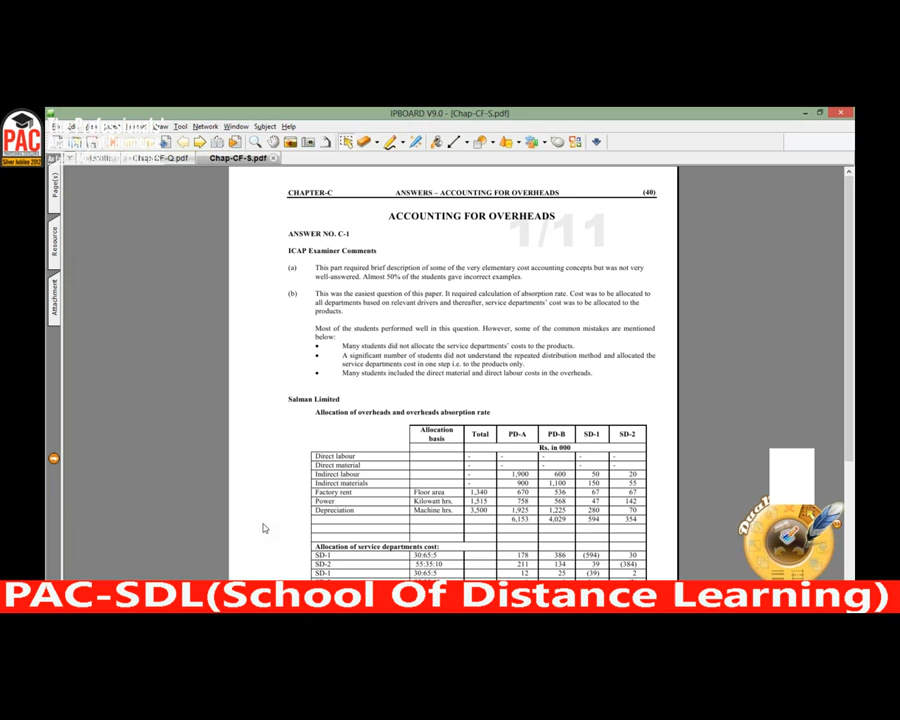 IPBOARD V9.0 - [Chap-CF-S.pdf]
PAC
Silver Jubilee 2012
Draw Tool Network Window Subject Help
Chap-CF-Q.pdf Chap-CF-S.pdf
Page(s)
Resource
Attachment
CHAPTER-C ANSWERS – ACCOUNTING FOR OVERHEADS (40)
ACCOUNTING FOR OVERHEADS
1/11
ANSWER NO. C-1
ICAP Examiner Comments
(a) This part required brief description of some of the very elementary cost accounting concepts but was not very
well-answered. Almost 50% of the students gave incorrect examples.
(b) This was the easiest question of this paper. It required calculation of absorption rate. Cost was to be allocated to
all departments based on relevant drivers and thereafter, service departments' cost was to be allocated to the
products.
Most of the students performed well in this question. However, some of the common mistakes are mentioned
below:
• Many students did not allocate the service departments' costs to the products.
• A significant number of students did not understand the repeated distribution method and allocated the
service departments cost in one step i.e. to the products only.
• Many students included the direct material and direct labour costs in the overheads.
Salman Limited
Allocation of overheads and overheads absorption rate
Allocation basis Total PD-A PD-B SD-1 SD-2
Rs. in 000
Direct labour - - - - -
Direct material - - - - -
Indirect labour - 1,900 600 50 20
Indirect materials - 900 1,100 150 55
Factory rent Floor area 1,340 670 536 67 67
Power Kilowatt hrs. 1,515 758 568 47 142
Depreciation Machine hrs. 3,500 1,925 1,225 280 70
6,153 4,029 594 354
Allocation of service departments cost:
SD-1 30:65:5 178 386 (594) 30
SD-2 55:35:10 211 134 39 (384)
SD-1 30:65:5 12 25 (39) 2
PAC-SDL(School Of Distance Learning)